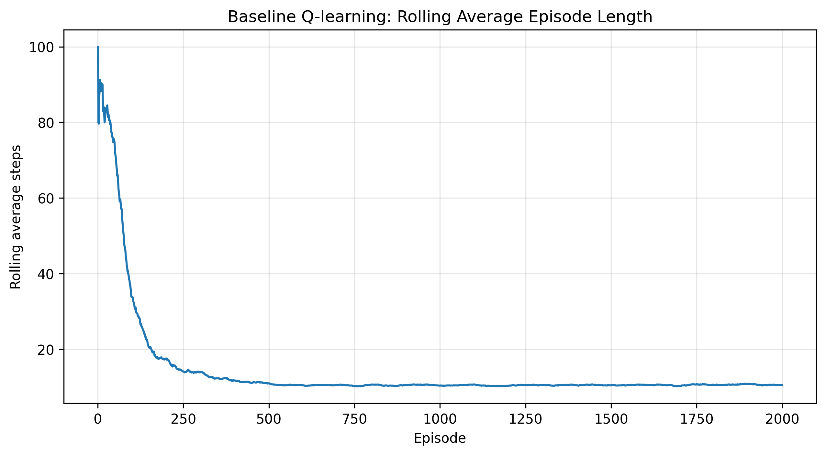 Baseline Q-learning: Rolling Average Episode Length
Rolling average steps
100
80
60
40
20
0 250 500 750 1000 1250 1500 1750 2000
Episode